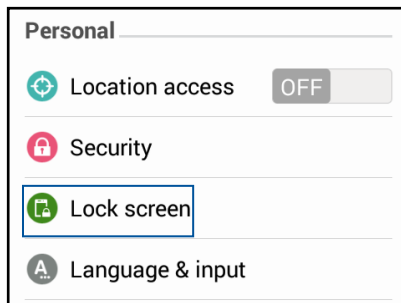 Personal
Location access OFF
Security
Lock screen
Language & input